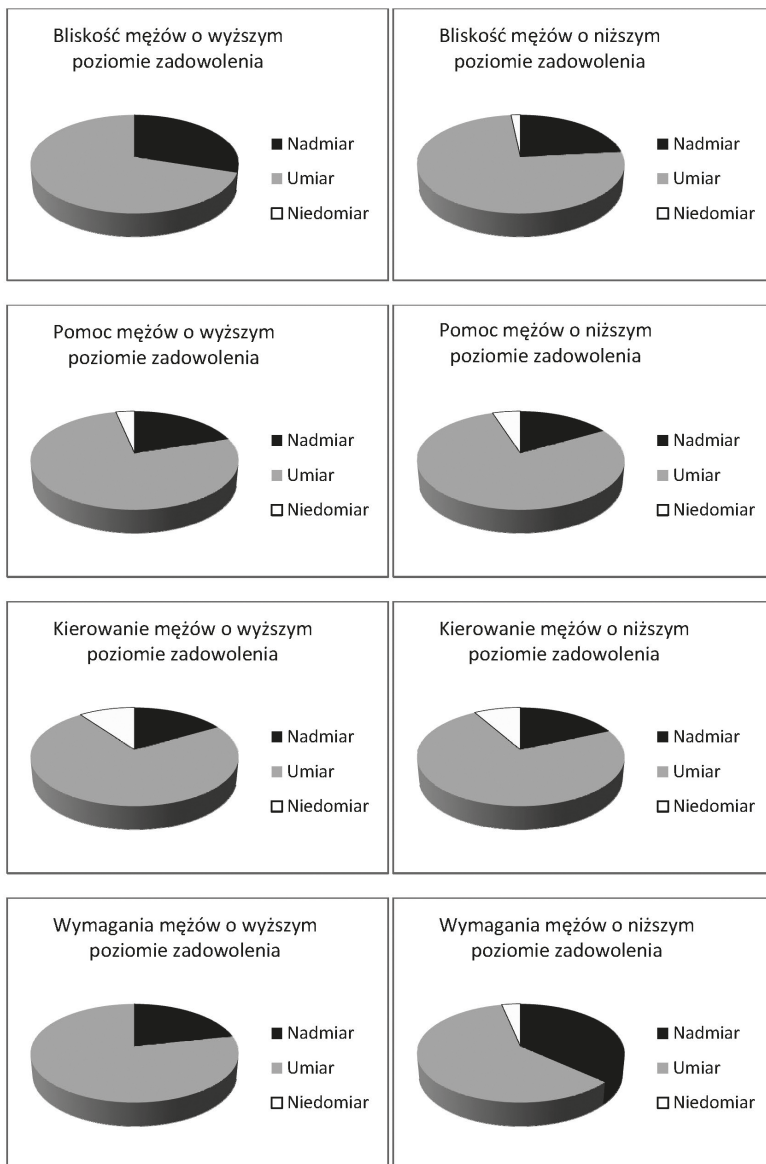 Bliskość mężów o wyższym
poziomie zadowolenia
Nadmiar
Umiar
Niedomiar
Bliskość mężów o niższym
poziomie zadowolenia
Nadmiar
Umiar
Niedomiar
Pomoc mężów o wyższym
poziomie zadowolenia
Nadmiar
Umiar
Niedomiar
Pomoc mężów o niższym
poziomie zadowolenia
Nadmiar
Umiar
Niedomiar
Kierowanie mężów o wyższym
poziomie zadowolenia
Nadmiar
Umiar
Niedomiar
Kierowanie mężów o niższym
poziomie zadowolenia
Nadmiar
Umiar
Niedomiar
Wymagania mężów o wyższym
poziomie zadowolenia
Nadmiar
Umiar
Niedomiar
Wymagania mężów o niższym
poziomie zadowolenia
Nadmiar
Umiar
Niedomiar